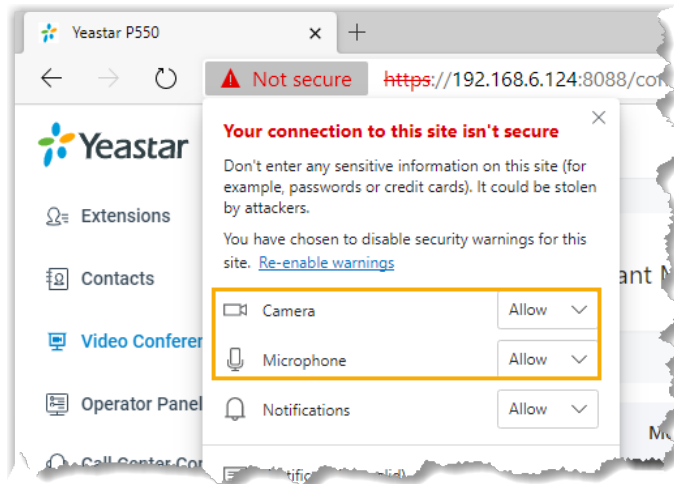 Yeastar P550
Not secure
https://192.168.6.124:8088/con
Yeastar
Your connection to this site isn't secure
Don't enter any sensitive information on this site (for
example, passwords or credit cards). It could be stolen
by attackers.
You have chosen to disable security warnings for this
site. Re-enable warnings
Extensions
Contacts
Video Conferen
Operator Panel
Camera
Allow
Microphone
Allow
Notifications
Allow
ant